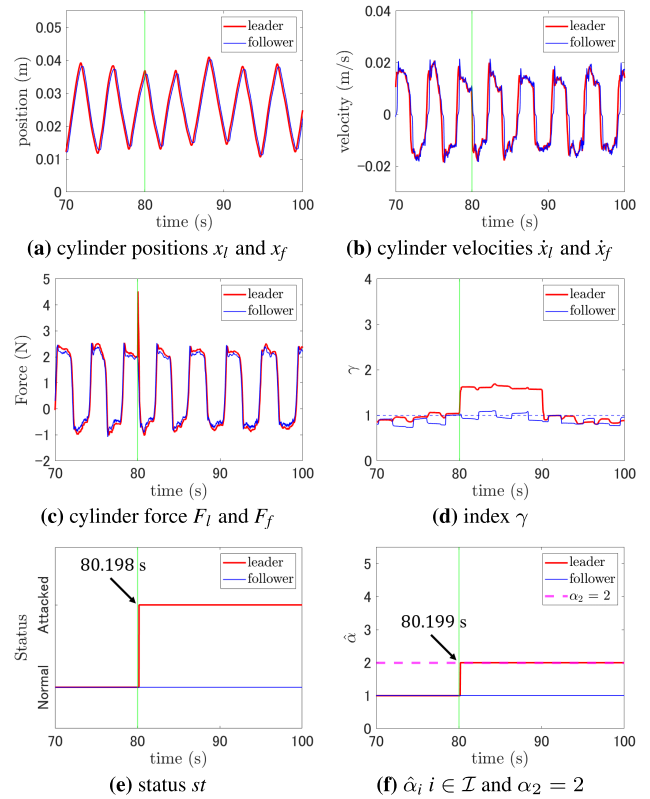 0.05
0.04
0.03
0.02
0.01
0
position (m)
leader
follower
70 80 90 100
time (s)
(a) cylinder positions x_l and x_f
0.04
0.02
0
-0.02
velocity (m/s)
leader
follower
70 80 90 100
time (s)
(b) cylinder velocities ẋ_l and ẋ_f
5
4
3
2
1
0
-1
-2
Force (N)
leader
follower
70 80 90 100
time (s)
(c) cylinder force F_l and F_f
4
3
2
1
0
γ
leader
follower
70 80 90 100
time (s)
(d) index γ
80.198 s
Status
Attacked
Normal
leader
follower
70 80 90 100
time (s)
(e) status st
5
4
3
2
1
0
α̂
80.199 s
leader
follower
α₂ = 2
70 80 90 100
time (s)
(f) α̂_i i ∈ ℐ and α₂ = 2